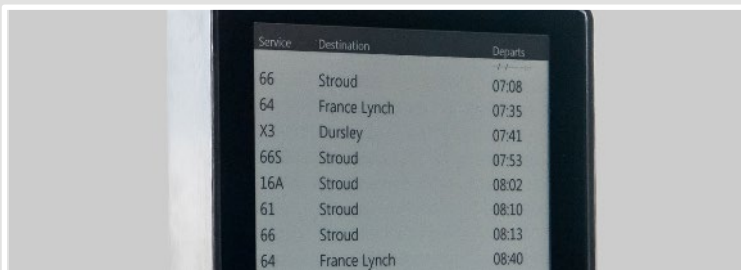 Service Destination Departs
66 Stroud 07:08
64 France Lynch 07:35
X3 Dursley 07:41
66S Stroud 07:53
16A Stroud 08:02
61 Stroud 08:10
66 Stroud 08:13
64 France Lynch 08:40